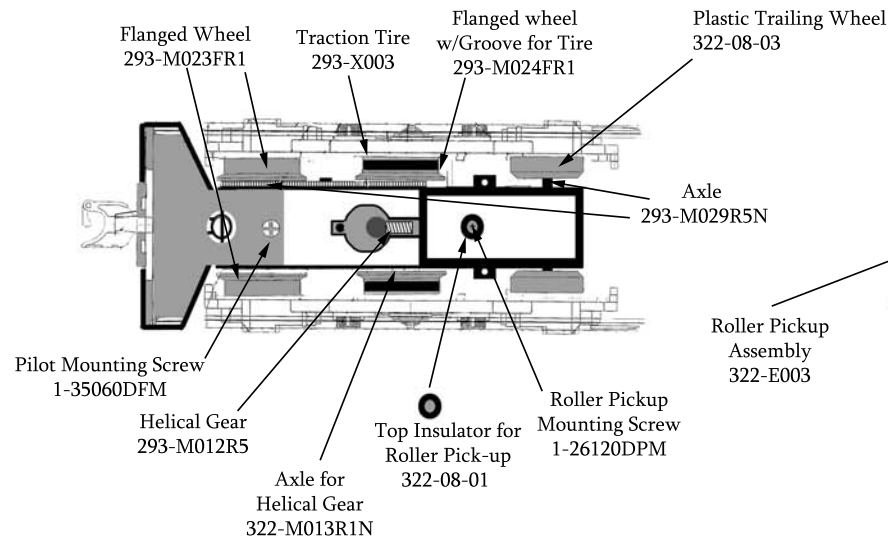 Flanged Wheel
293-M023FR1
Traction Tire
293-X003
Flanged wheel
w/Groove for Tire
293-M024FR1
Plastic Trailing Wheel
322-08-03
Axle
293-M029R5N
Roller Pickup
Assembly
322-E003
Pilot Mounting Screw
1-35060DFM
Helical Gear
293-M012R5
Axle for
Helical Gear
322-M013R1N
Top Insulator for
Roller Pick-up
322-08-01
Roller Pickup
Mounting Screw
1-26120DPM